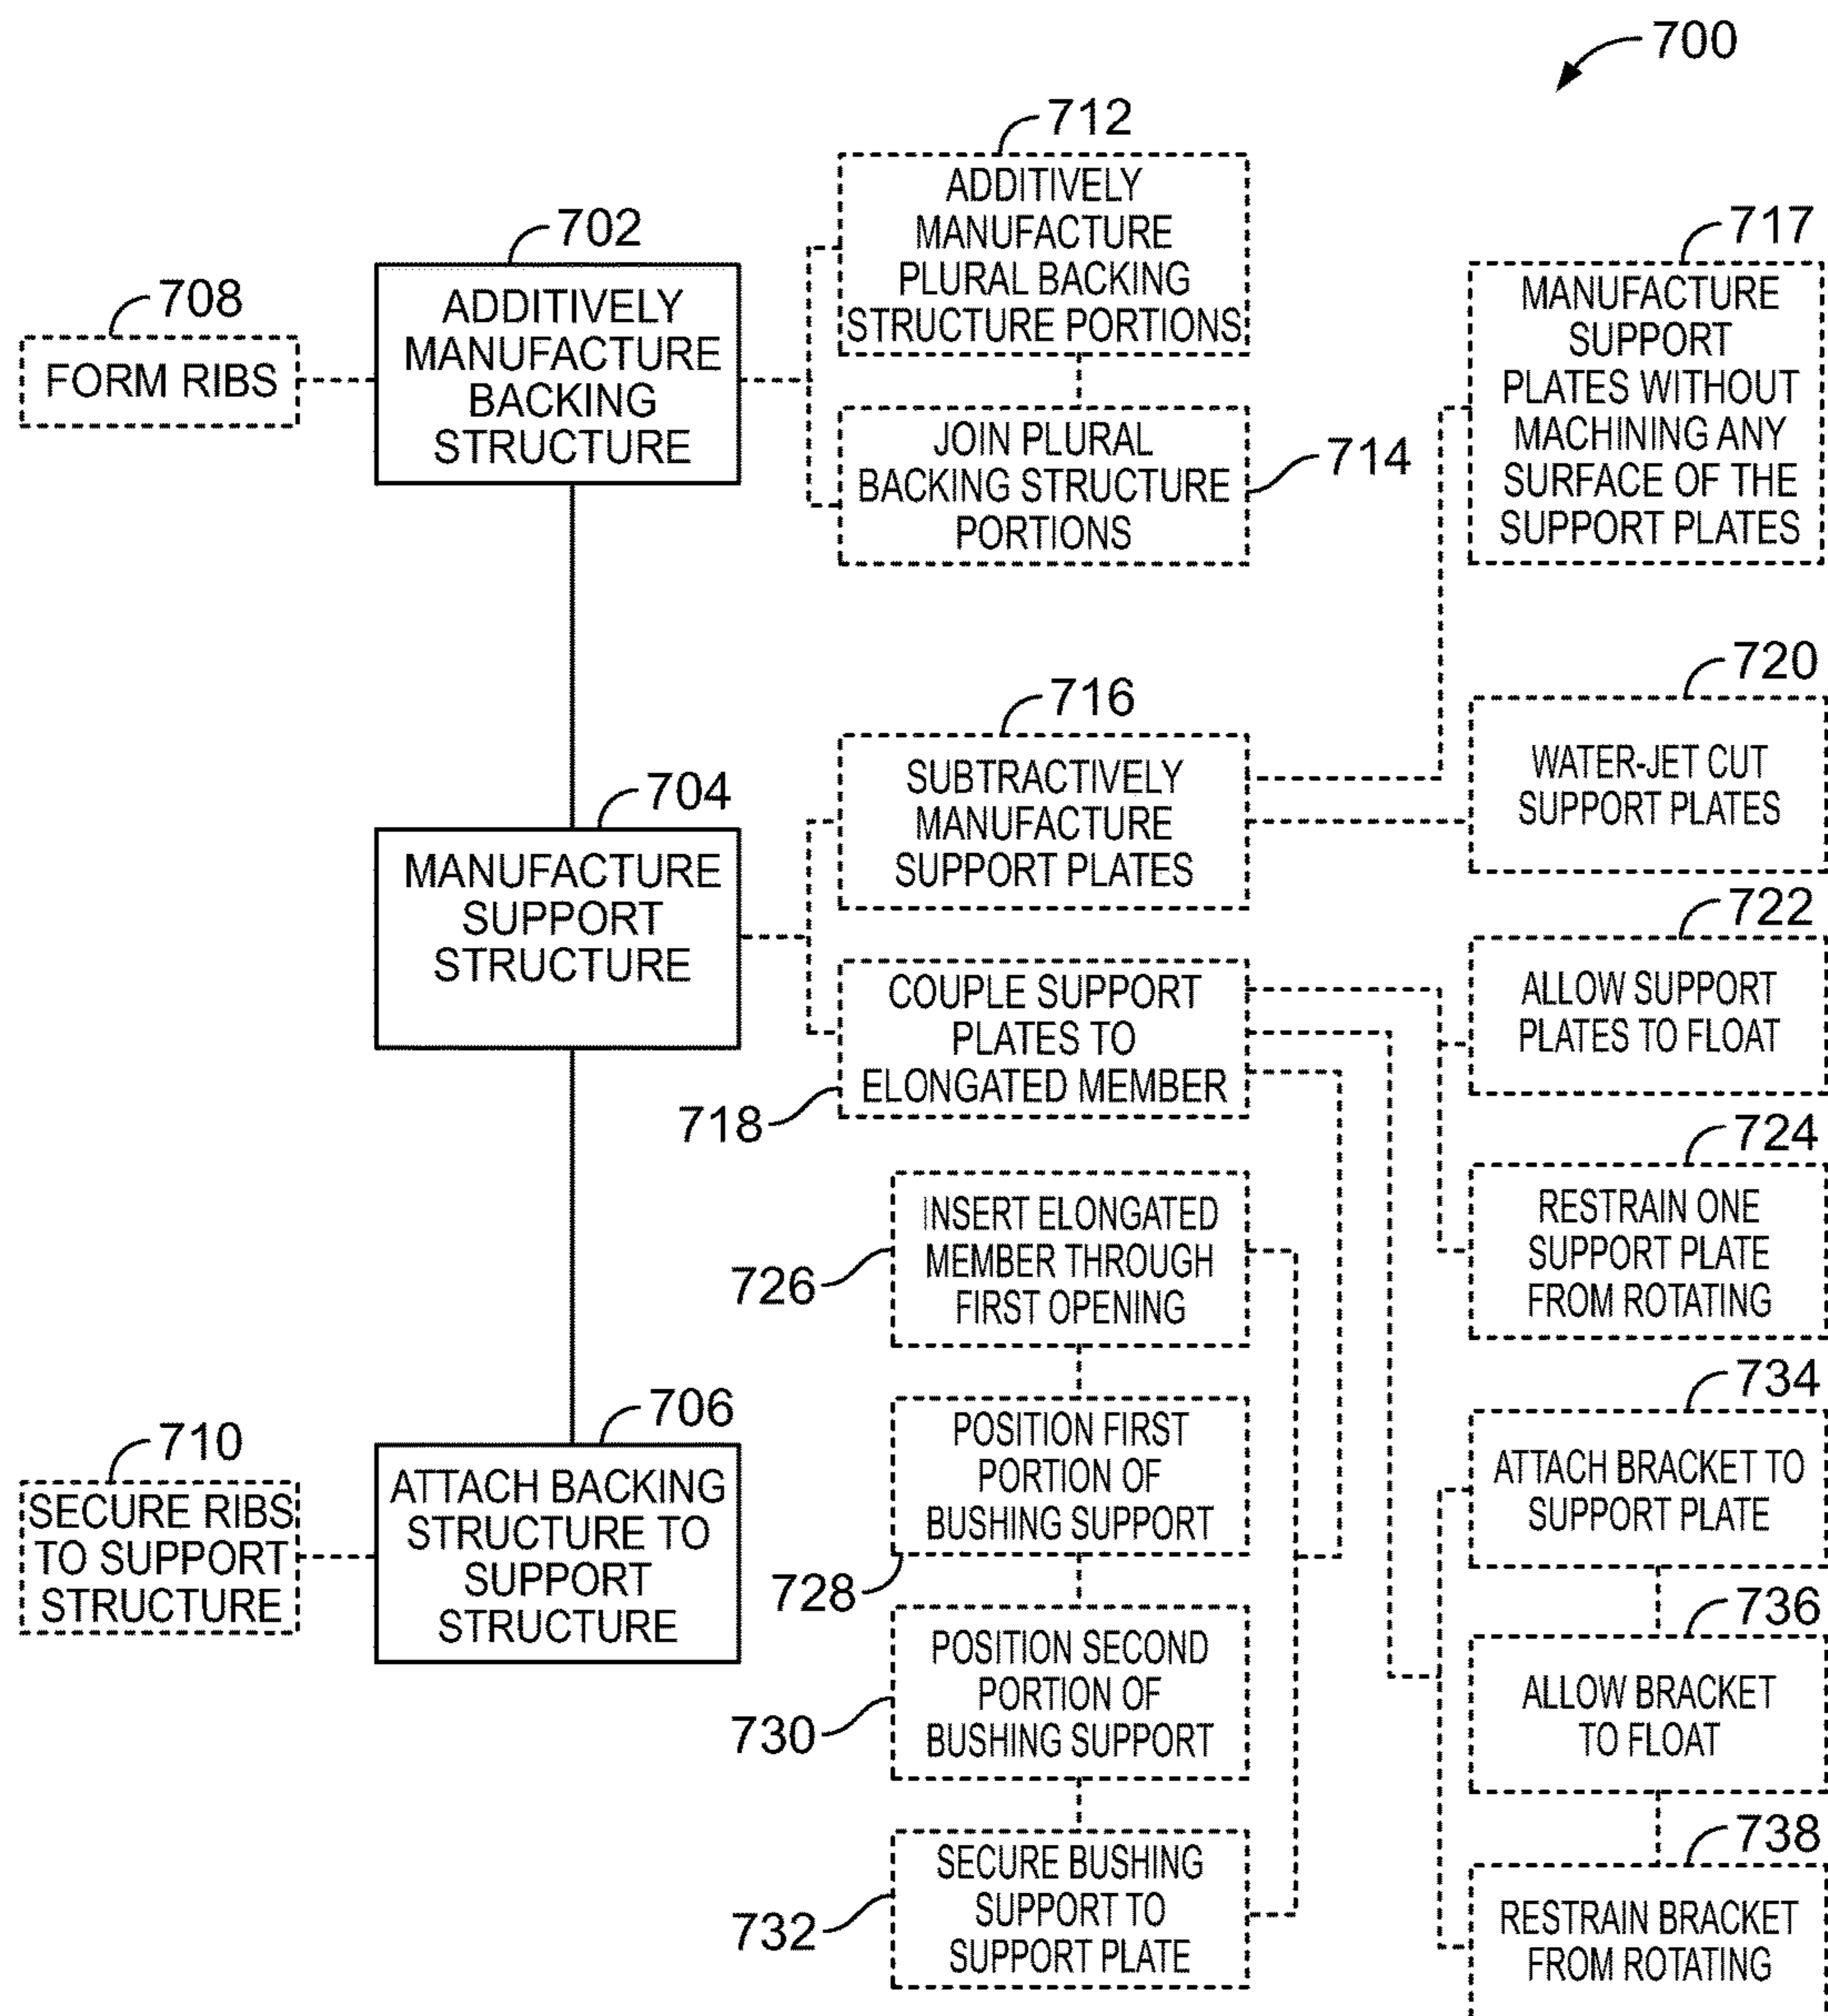 700
702
ADDITIVELY
MANUFACTURE
BACKING
STRUCTURE
708
FORM RIBS
712
ADDITIVELY
MANUFACTURE
PLURAL BACKING
STRUCTURE PORTIONS
JOIN PLURAL
BACKING STRUCTURE
PORTIONS
714
717
MANUFACTURE
SUPPORT
PLATES WITHOUT
MACHINING ANY
SURFACE OF THE
SUPPORT PLATES
704
MANUFACTURE
SUPPORT
STRUCTURE
716
SUBTRACTIVELY
MANUFACTURE
SUPPORT PLATES
720
WATER-JET CUT
SUPPORT PLATES
COUPLE SUPPORT
PLATES TO
ELONGATED MEMBER
718
722
ALLOW SUPPORT
PLATES TO FLOAT
724
RESTRAIN ONE
SUPPORT PLATE
FROM ROTATING
INSERT ELONGATED
MEMBER THROUGH
FIRST OPENING
726
POSITION FIRST
PORTION OF
BUSHING SUPPORT
728
POSITION SECOND
PORTION OF
BUSHING SUPPORT
730
SECURE BUSHING
SUPPORT TO
SUPPORT PLATE
732
734
ATTACH BRACKET TO
SUPPORT PLATE
736
ALLOW BRACKET
TO FLOAT
738
RESTRAIN BRACKET
FROM ROTATING
706
ATTACH BACKING
STRUCTURE TO
SUPPORT
STRUCTURE
710
SECURE RIBS
TO SUPPORT
STRUCTURE